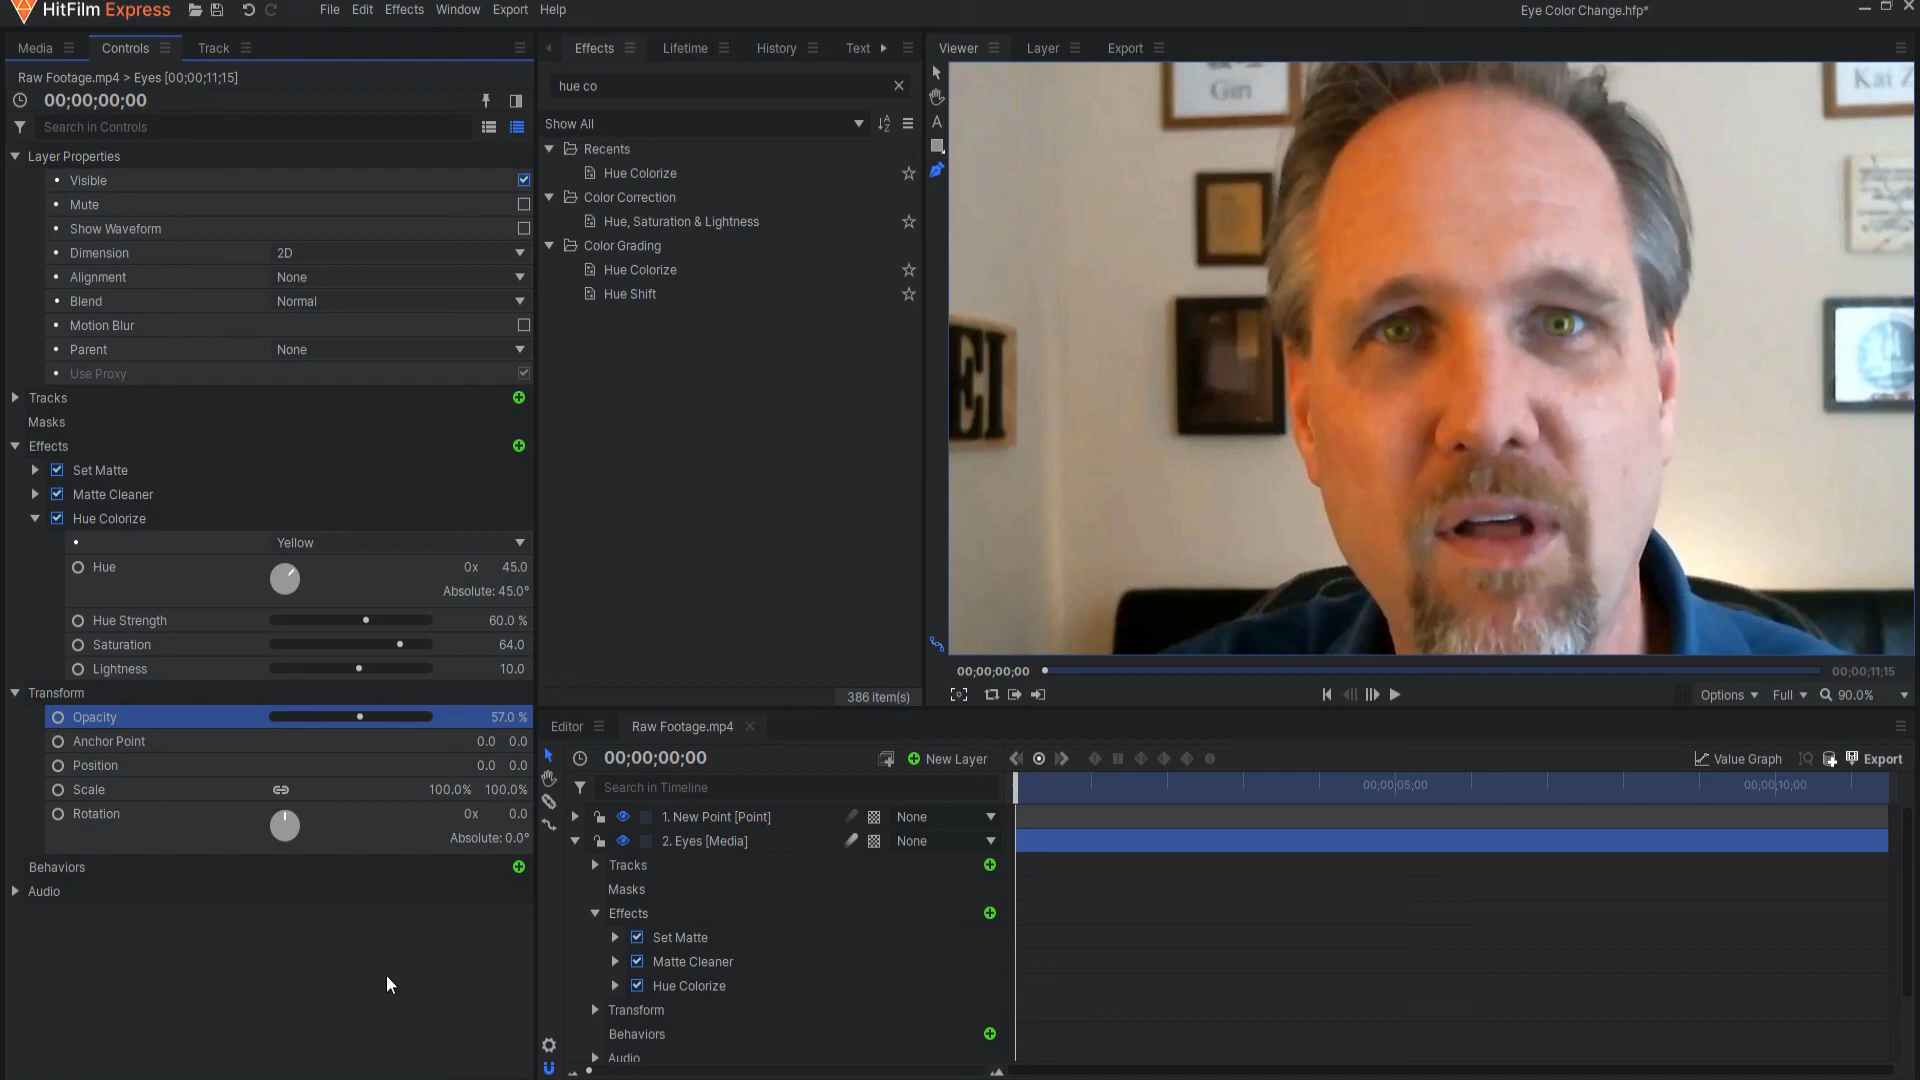 HitFilm Express
File Edit Effects Window Export Help
Eye Color Change.hfp*
Media Controls Track
Effects Lifetime History Text
Viewer Layer Export
Raw Footage.mp4 > Eyes [00;00;11;15]
00;00;00;00
Search in Controls
Layer Properties
Visible
Mute
Show Waveform
Dimension 2D
Alignment None
Blend Normal
Motion Blur
Parent None
Use Proxy
Tracks
Masks
Effects
Set Matte
Matte Cleaner
Hue Colorize
Yellow
Hue 0x 45.0
Absolute: 45.0°
Hue Strength 60.0 %
Saturation 64.0
Lightness 10.0
Transform
Opacity 57.0 %
Anchor Point 0.0 0.0
Position 0.0 0.0
Scale 100.0% 100.0%
Rotation 0x 0.0
Absolute: 0.0°
Behaviors
Audio
hue co
Show All
Recents
Hue Colorize
Color Correction
Hue, Saturation & Lightness
Color Grading
Hue Colorize
Hue Shift
386 item(s)
Giri
Kai Z
EI
00;00;00;00
00;00;11;15
Options Full 90.0%
Editor Raw Footage.mp4
00;00;00;00
New Layer
Value Graph
Export
Search in Timeline
00;00;05;00
00;00;10;00
1. New Point [Point] None
2. Eyes [Media] None
Tracks
Masks
Effects
Set Matte
Matte Cleaner
Hue Colorize
Transform
Behaviors
Audio